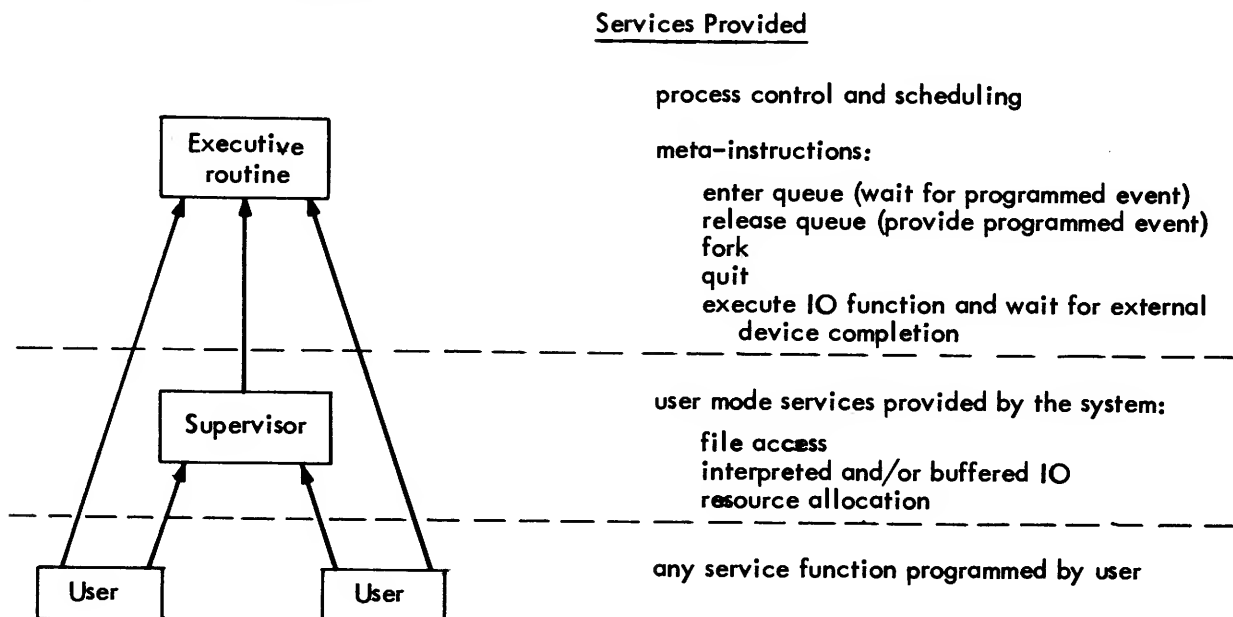 Services Provided
process control and scheduling
Executive
routine
meta-instructions:
enter queue (wait for programmed event)
release queue (provide programmed event)
fork
quit
execute IO function and wait for external
device completion
Supervisor
user mode services provided by the system:
file access
interpreted and/or buffered IO
resource allocation
User
User
any service function programmed by user